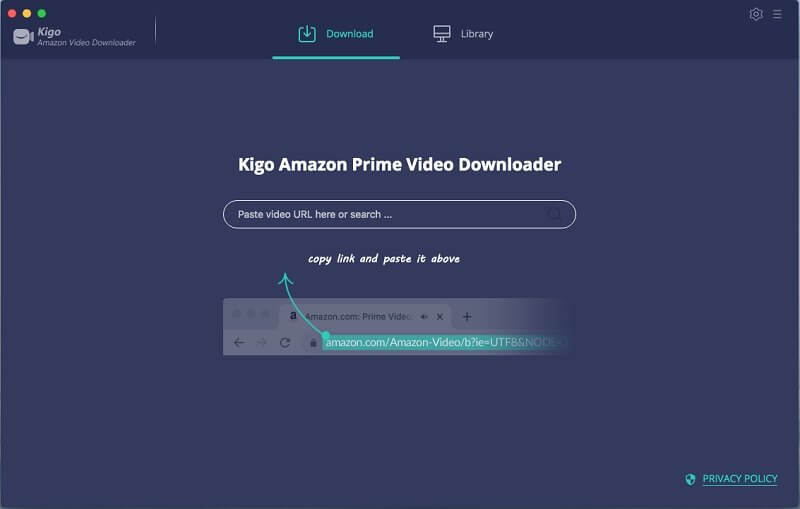 Kigo
Amazon Video Downloader
Download
Library
Kigo Amazon Prime Video Downloader
Paste video URL here or search ...
copy link and paste it above
a Amazon.com: Prime Video
amazon.com/Amazon-Video/b?ie=UTF8&NODE=
PRIVACY POLICY